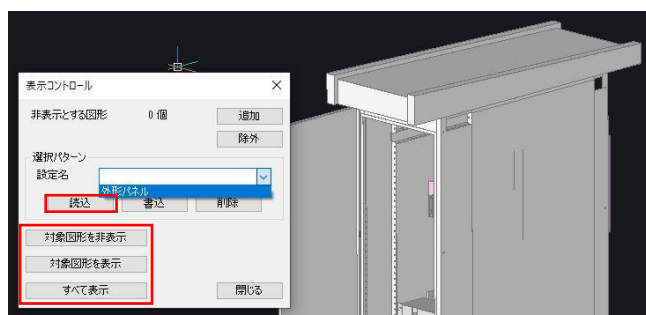 表示コントロール
非表示とする図形 0 個 追加
除外
選択パターン
設定名
外形パネル
読込 書込 削除
対象図形を非表示
対象図形を表示
すべて表示 閉じる